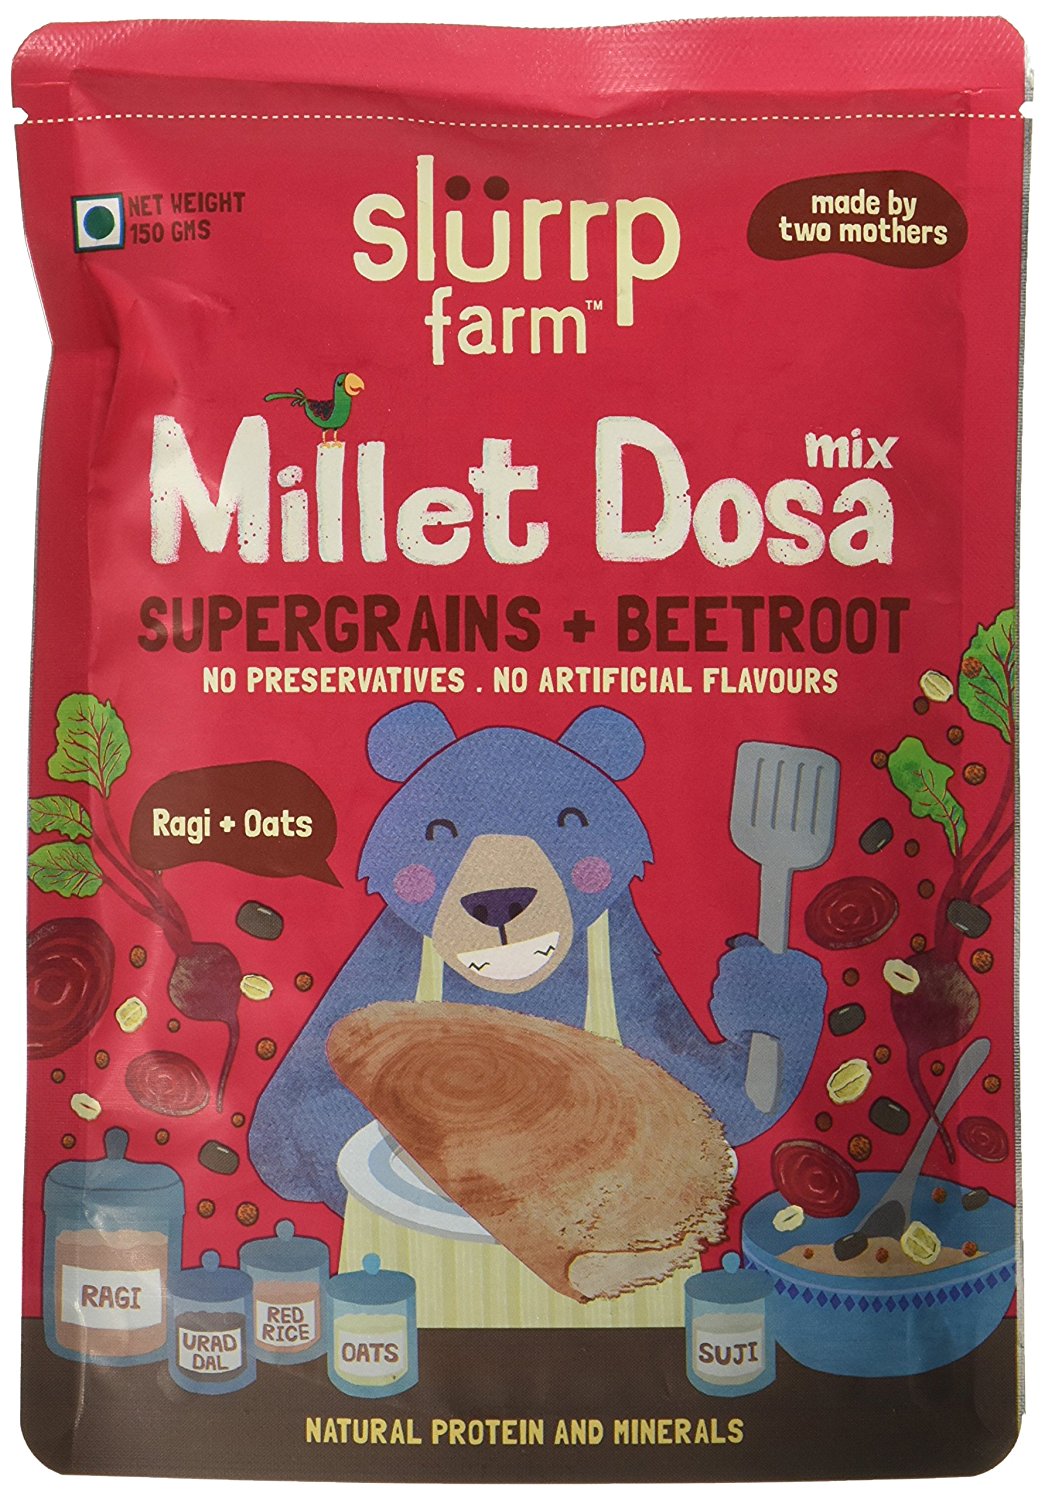 NET WEIGHT
150 GMS
slürrp
farm™
made by
two mothers
Millet Dosa
mix
SUPERGRAINS + BEETROOT
NO PRESERVATIVES . NO ARTIFICIAL FLAVOURS
Ragi + Oats
RAGI
URAD
DAL
RED
RICE
OATS
SUJI
NATURAL PROTEIN AND MINERALS